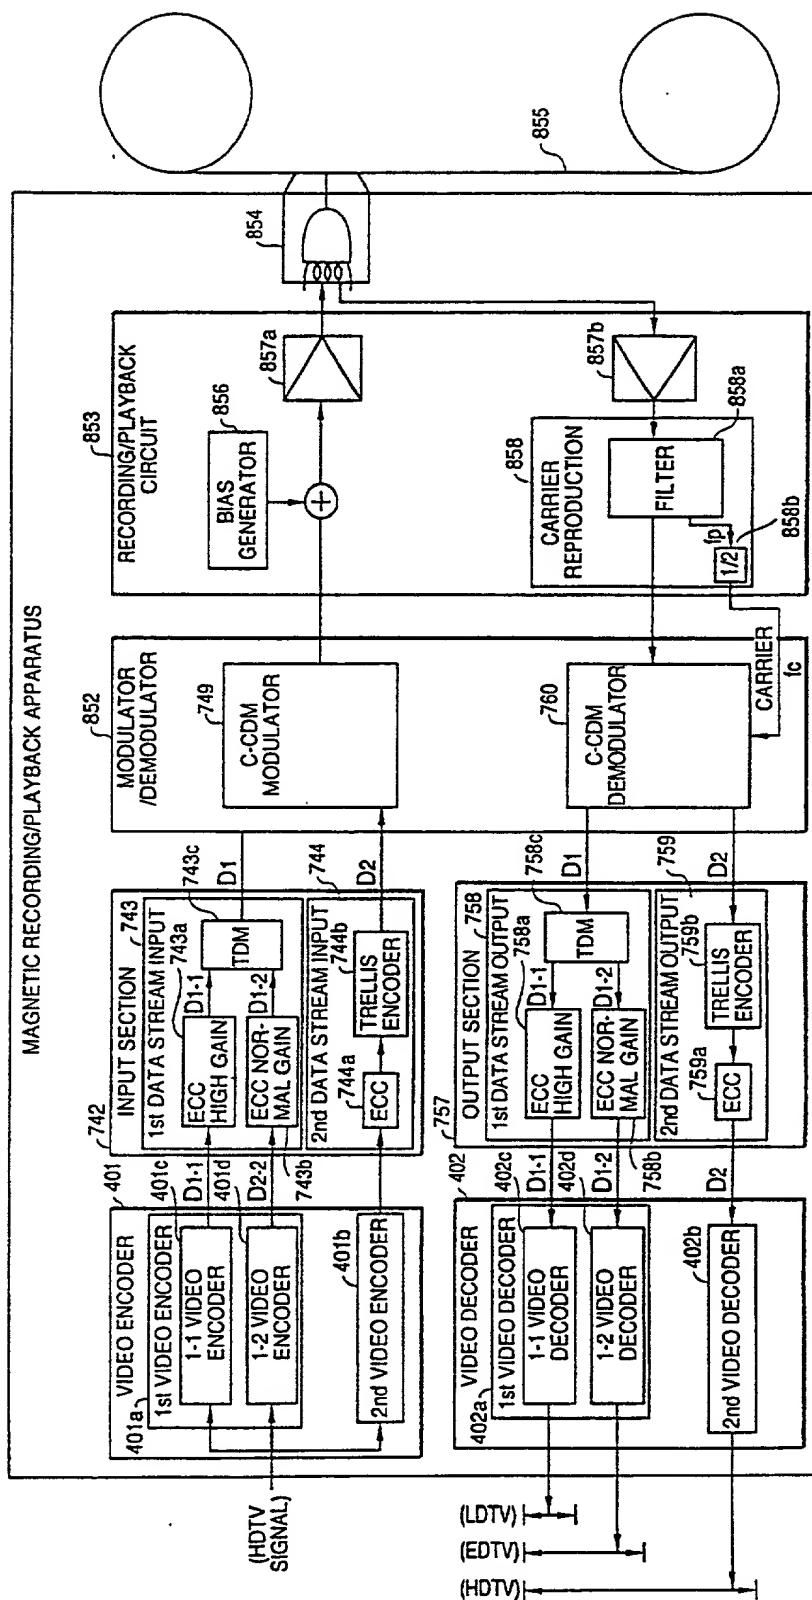 MAGNETIC RECORDING/PLAYBACK APPARATUS
(HDTV
SIGNAL)
401
VIDEO ENCODER
401a
1st VIDEO ENCODER
401c
1-1 VIDEO
ENCODER
401d
1-2 VIDEO
ENCODER
401b
2nd VIDEO ENCODER
D1-1
D2-2
742
INPUT SECTION
743
1st DATA STREAM INPUT
743a
ECC
HIGH GAIN
D1-1
743c
TDM
ECC NOR-
MAL GAIN
D1-2
743b
744
2nd DATA STREAM INPUT
744a
ECC
744b
TRELLIS
ENCODER
D1
D2
852
MODULATOR
/DEMODULATOR
749
C-CDM
MODULATOR
853
RECORDING/PLAYBACK
CIRCUIT
856
BIAS
GENERATOR
+
857a
854
855
857b
858
CARRIER
REPRODUCTION
858a
FILTER
fp
1/2
858b
CARRIER
fc
760
C-CDM
DEMODULATOR
D1
D2
757
OUTPUT SECTION
758
1st DATA STREAM OUTPUT
758a
ECC
HIGH GAIN
D1-1
758c
TDM
ECC NOR-
MAL GAIN
D1-2
758b
759
2nd DATA STREAM OUTPUT
759a
ECC
759b
TRELLIS
ENCODER
D1-1
D1-2
D2
402
VIDEO DECODER
402a
1st VIDEO DECODER
402c
1-1 VIDEO
DECODER
402d
1-2 VIDEO
DECODER
402b
2nd VIDEO DECODER
(LDTV)
(EDTV)
(HDTV)